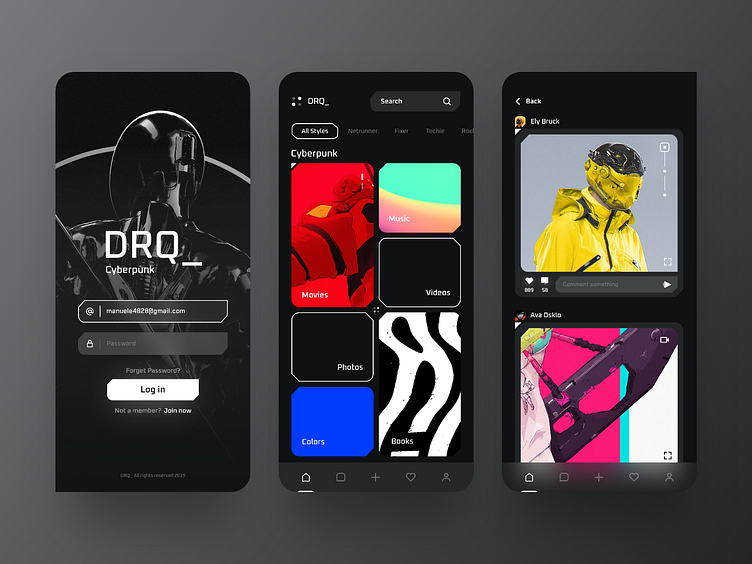 DRQ_
Cyberpunk
manuele4828@gmail.com
Password
Forget Password?
Log in
Not a member? Join now
DRQ_ All rights reserved 2019
DRQ_
Search
All Styles Netrunner Fixer Techie Rock
Cyberpunk
Movies
Music
Videos
Photos
Colors
Books
Back
Ely Bruck
889 58 Comment something
Ava Osklo